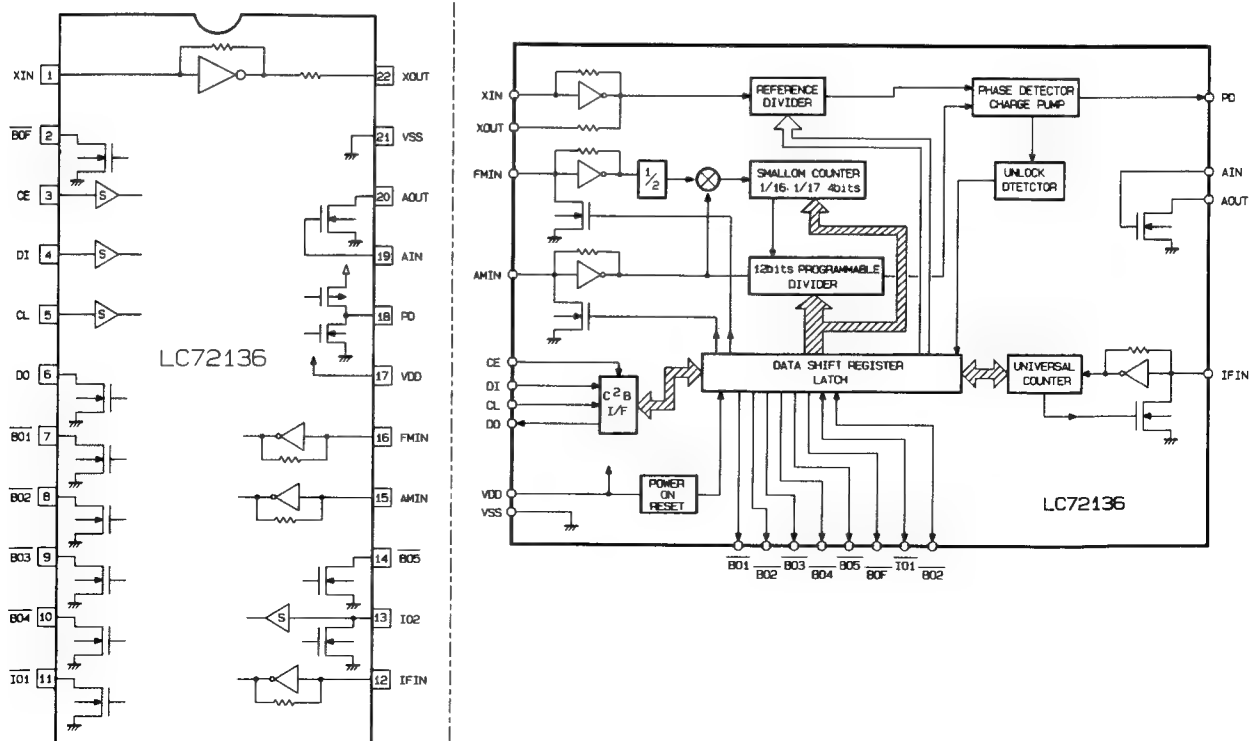 XIN 1
22 XOUT
BOF 2
21 VSS
CE 3
S
20 AOUT
19 AIN
DI 4
S
CL 5
S
18 PD
LC72136
17 VDD
DO 6
BO1 7
16 FMIN
BO2 8
15 AMIN
BO3 9
14 BO5
BO4 10
S
13 IO2
IO1 11
12 IFIN
XIN
REFERENCE
DIVIDER
PHASE DETECTOR
CHARGE PUMP
PD
XOUT
FMIN
1/2
SMALLOM COUNTER
1/16·1/17 4bits
UNLOCK
DTETCTOR
AIN
AOUT
AMIN
12bits PROGRAMMABLE
DIVIDER
CE
DI
CL
DO
C²B
I/F
DATA SHIFT REGISTER
LATCH
UNIVERSAL
COUNTER
IFIN
VDD
VSS
POWER
ON
RESET
LC72136
BO1
BO2
BO3
BO4
BO5
BOF
IO1
BO2